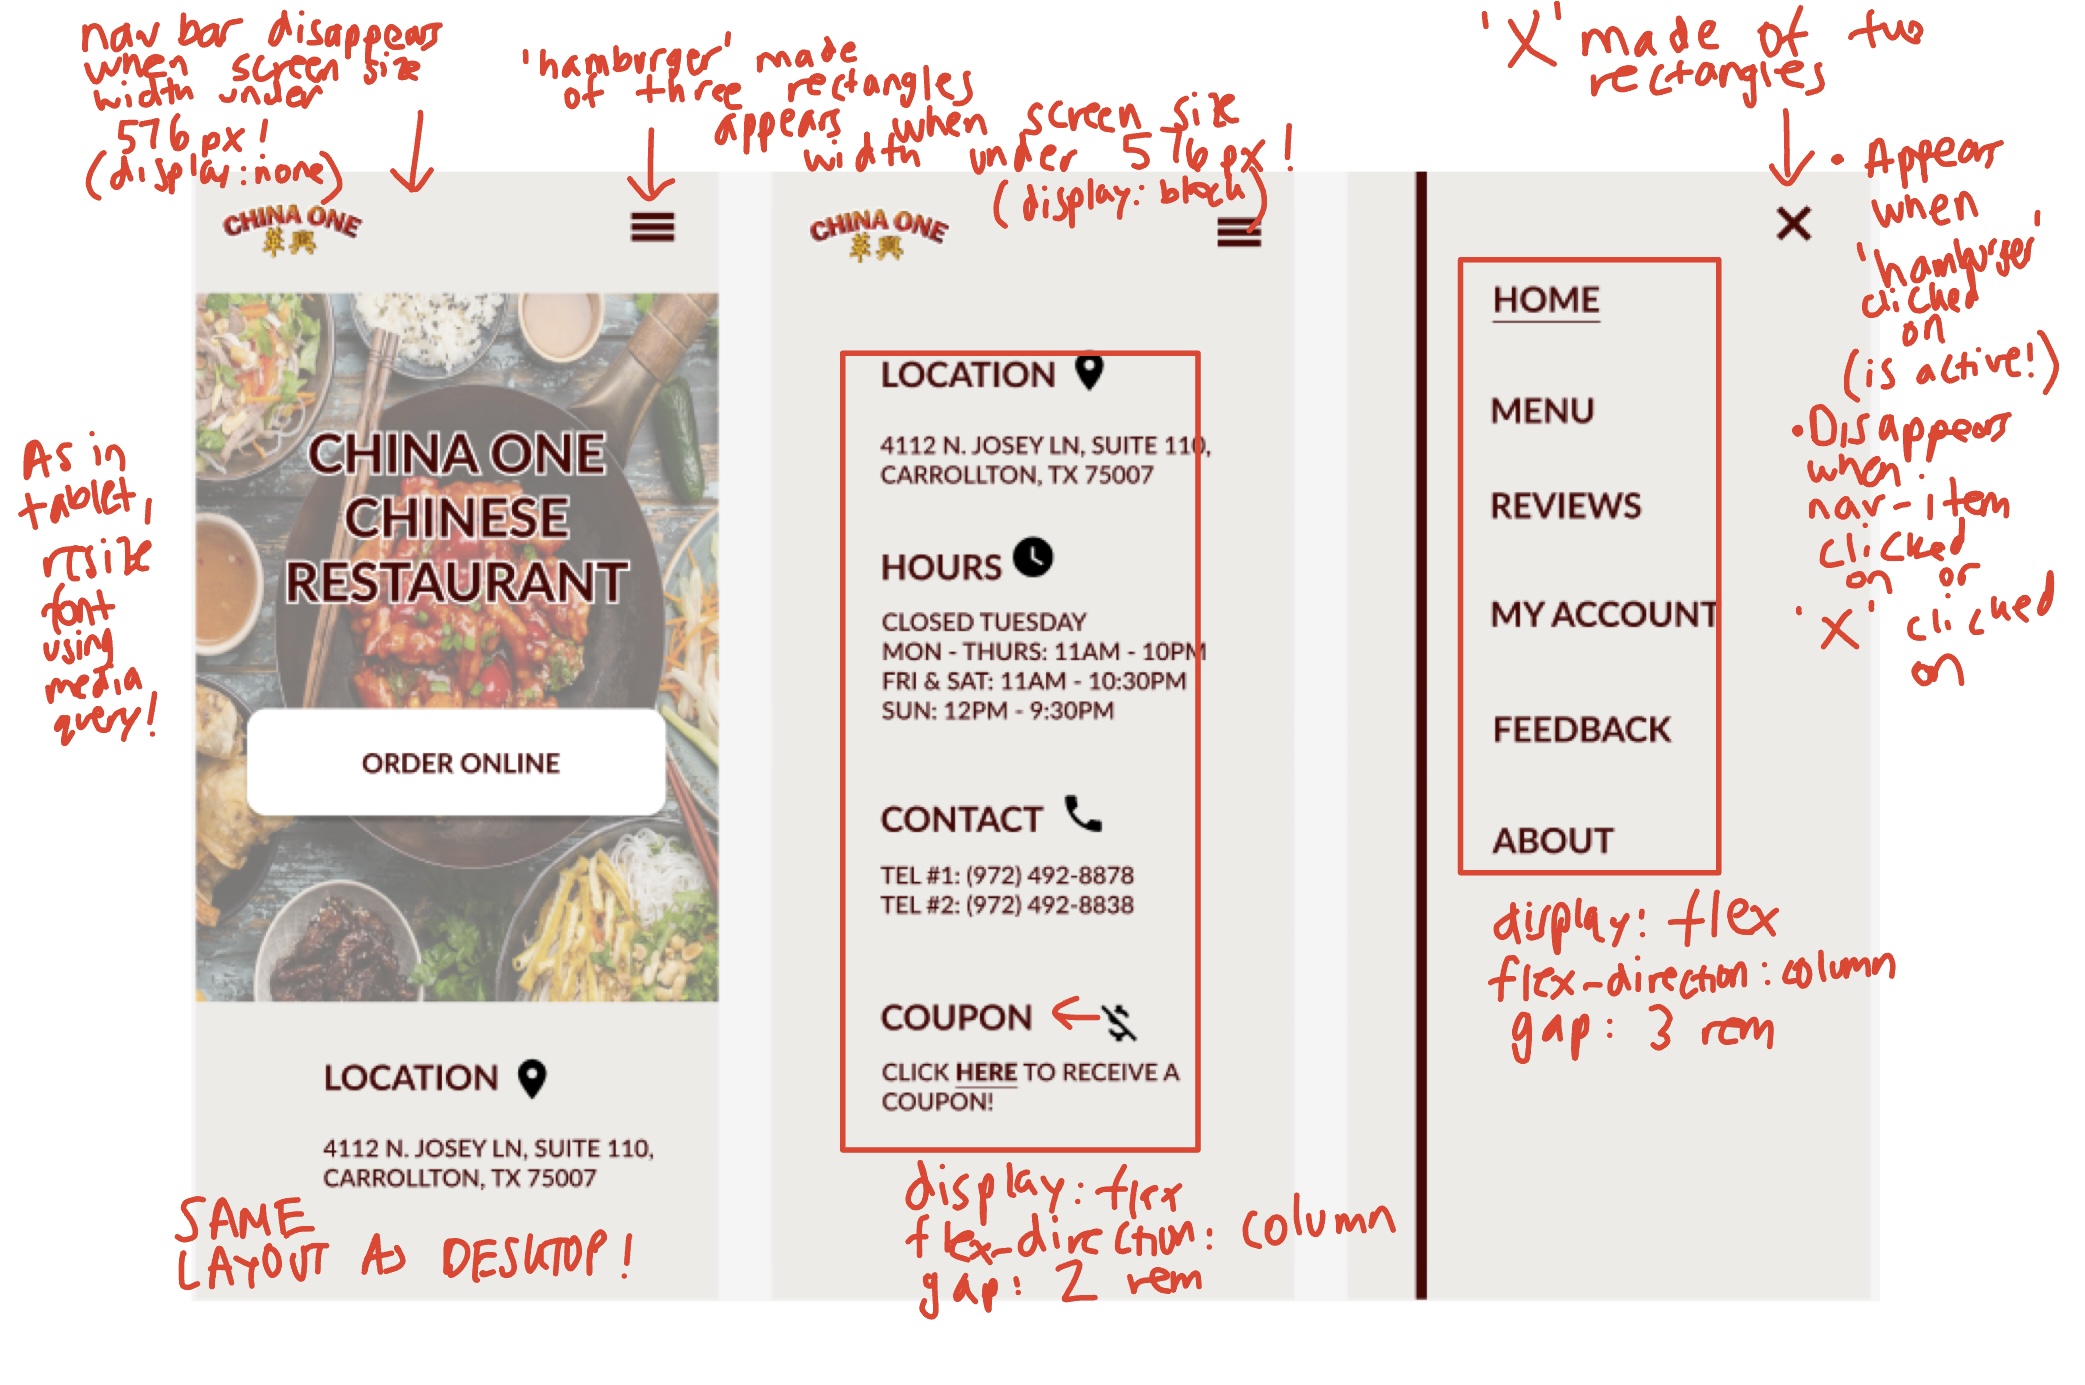 nav bar disappears
when screen size
width under
576 px!
(display:none)
'hamburger' made
of three rectangles
appears when screen size
width under 576 px!
(display: block)
'X' made of two
rectangles
• Appear
when
'hamburger'
clicked
on
(is active!)
• Disappears
when
nav-item
clicked
on or
'X' clicked
on
As in
tablet,
resize
font
using
media
query!
CHINA ONE
華興
CHINA ONE
CHINESE
RESTAURANT
ORDER ONLINE
LOCATION
4112 N. JOSEY LN, SUITE 110,
CARROLLTON, TX 75007
SAME
LAYOUT AS DESKTOP!
CHINA ONE
華興
LOCATION
4112 N. JOSEY LN, SUITE 110,
CARROLLTON, TX 75007
HOURS
CLOSED TUESDAY
MON - THURS: 11AM - 10PM
FRI & SAT: 11AM - 10:30PM
SUN: 12PM - 9:30PM
CONTACT
TEL #1: (972) 492-8878
TEL #2: (972) 492-8838
COUPON
CLICK HERE TO RECEIVE A
COUPON!
display: flex
flex-direction: column
gap: 2 rem
HOME
MENU
REVIEWS
MY ACCOUNT
FEEDBACK
ABOUT
display: flex
flex-direction: column
gap: 3 rem